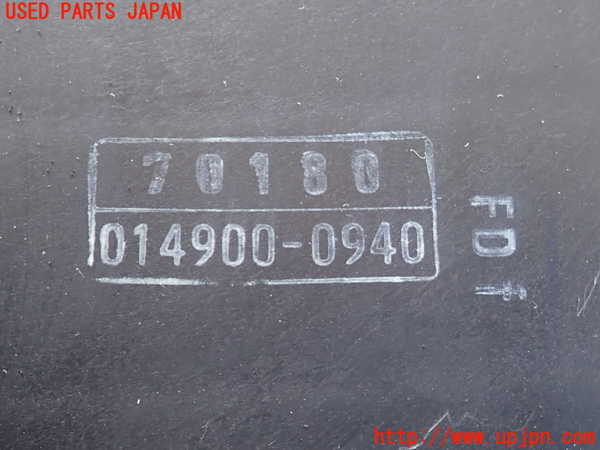 USED PARTS JAPAN
70180
014900-0940
FD
http://www.upjpn.com/